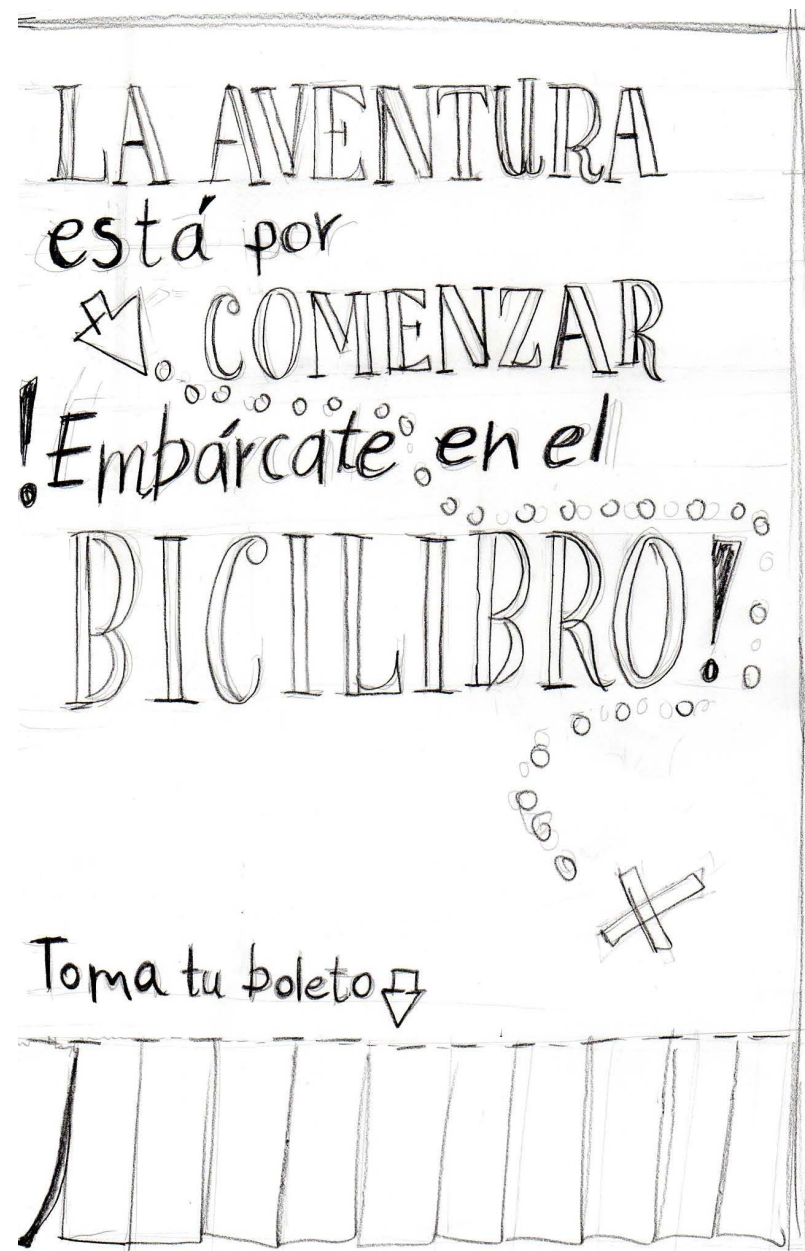 LA AVENTURA
está por
COMENZAR
!Embárcate en el
BICILIBRO!
Toma tu boleto